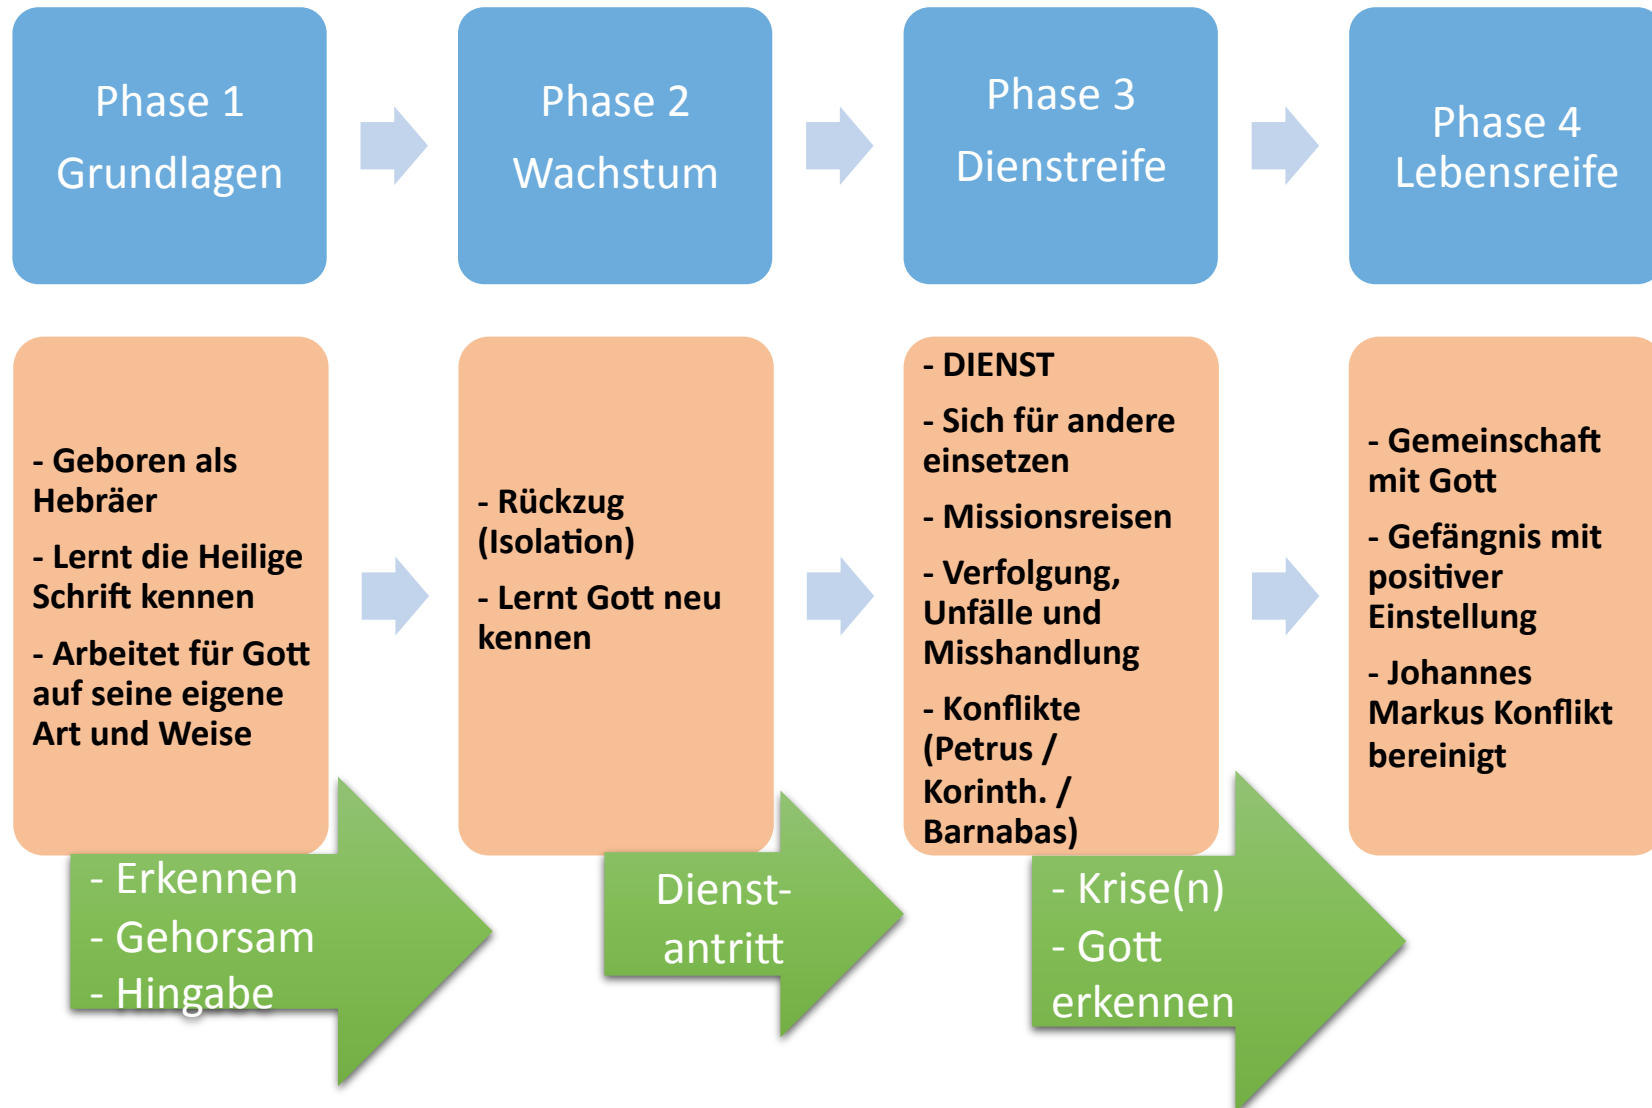 Phase 1
Grundlagen
Phase 2
Wachstum
Phase 3
Dienstreife
Phase 4
Lebensreife
- Geboren als
Hebräer
- Lernt die Heilige
Schrift kennen
- Arbeitet für Gott
auf seine eigene
Art und Weise
- Rückzug
(Isolation)
- Lernt Gott neu
kennen
- DIENST
- Sich für andere
einsetzen
- Missionsreisen
- Verfolgung,
Unfälle und
Misshandlung
- Konflikte
(Petrus /
Korinth. /
Barnabas)
- Gemeinschaft
mit Gott
- Gefängnis mit
positiver
Einstellung
- Johannes
Markus Konflikt
bereinigt
- Erkennen
- Gehorsam
- Hingabe
Dienst-
antritt
- Krise(n)
- Gott
erkennen